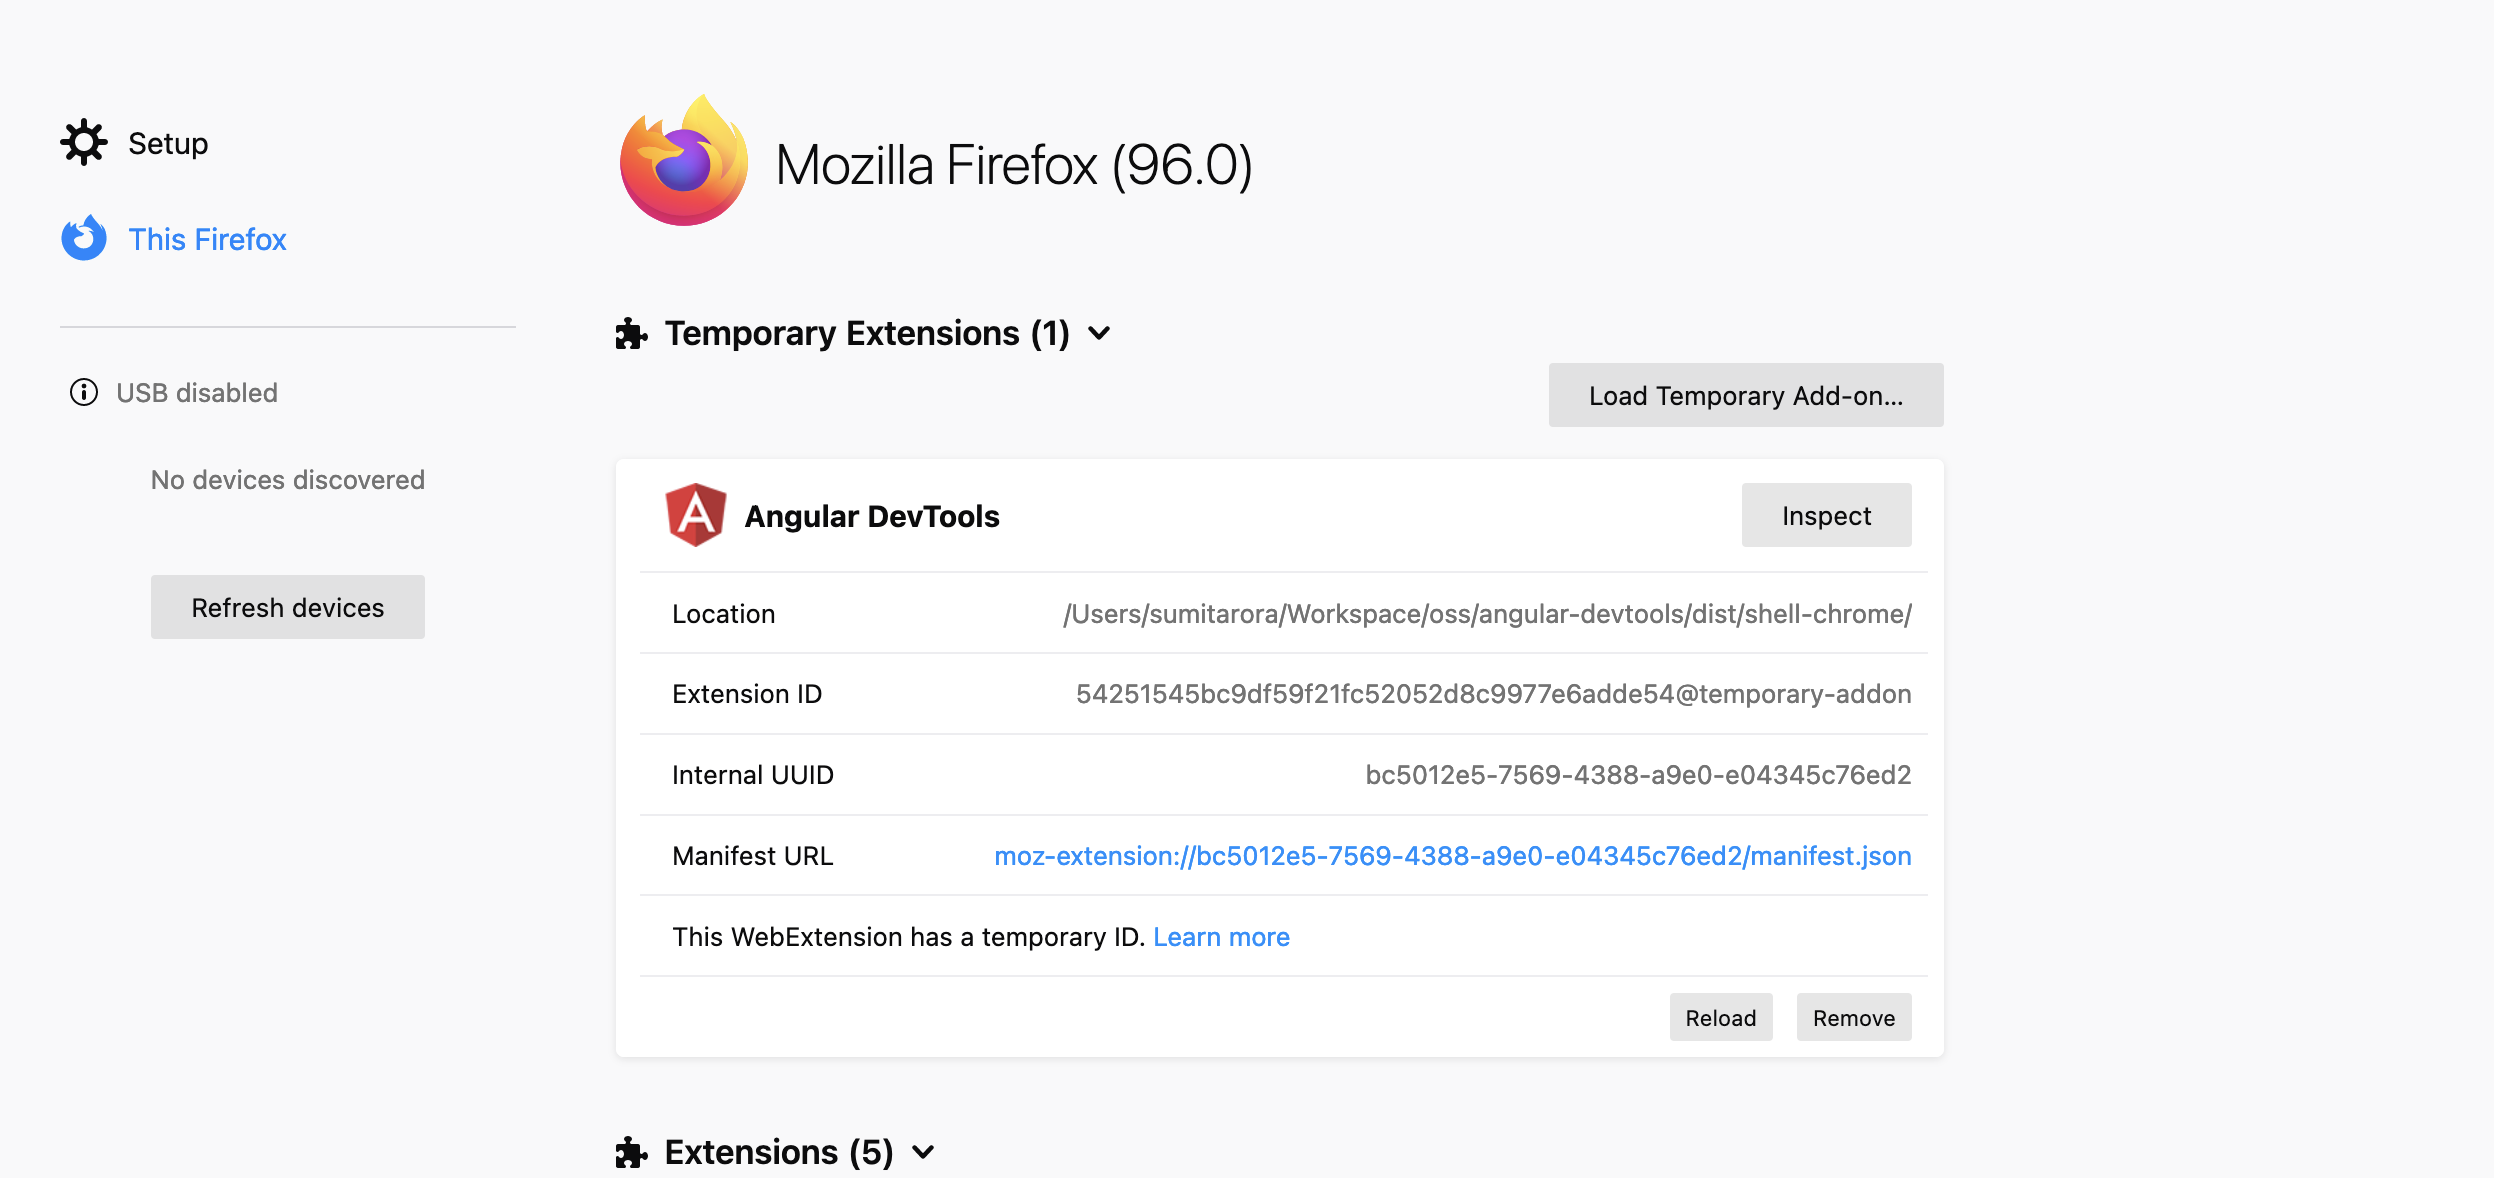 Setup
This Firefox
USB disabled
No devices discovered
Refresh devices
Mozilla Firefox (96.0)
Temporary Extensions (1)
Load Temporary Add-on...
Angular DevTools
Inspect
Location /Users/sumitarora/Workspace/oss/angular-devtools/dist/shell-chrome/
Extension ID 54251545bc9df59f21fc52052d8c9977e6adde54@temporary-addon
Internal UUID bc5012e5-7569-4388-a9e0-e04345c76ed2
Manifest URL moz-extension://bc5012e5-7569-4388-a9e0-e04345c76ed2/manifest.json
This WebExtension has a temporary ID. Learn more
Reload Remove
Extensions (5)